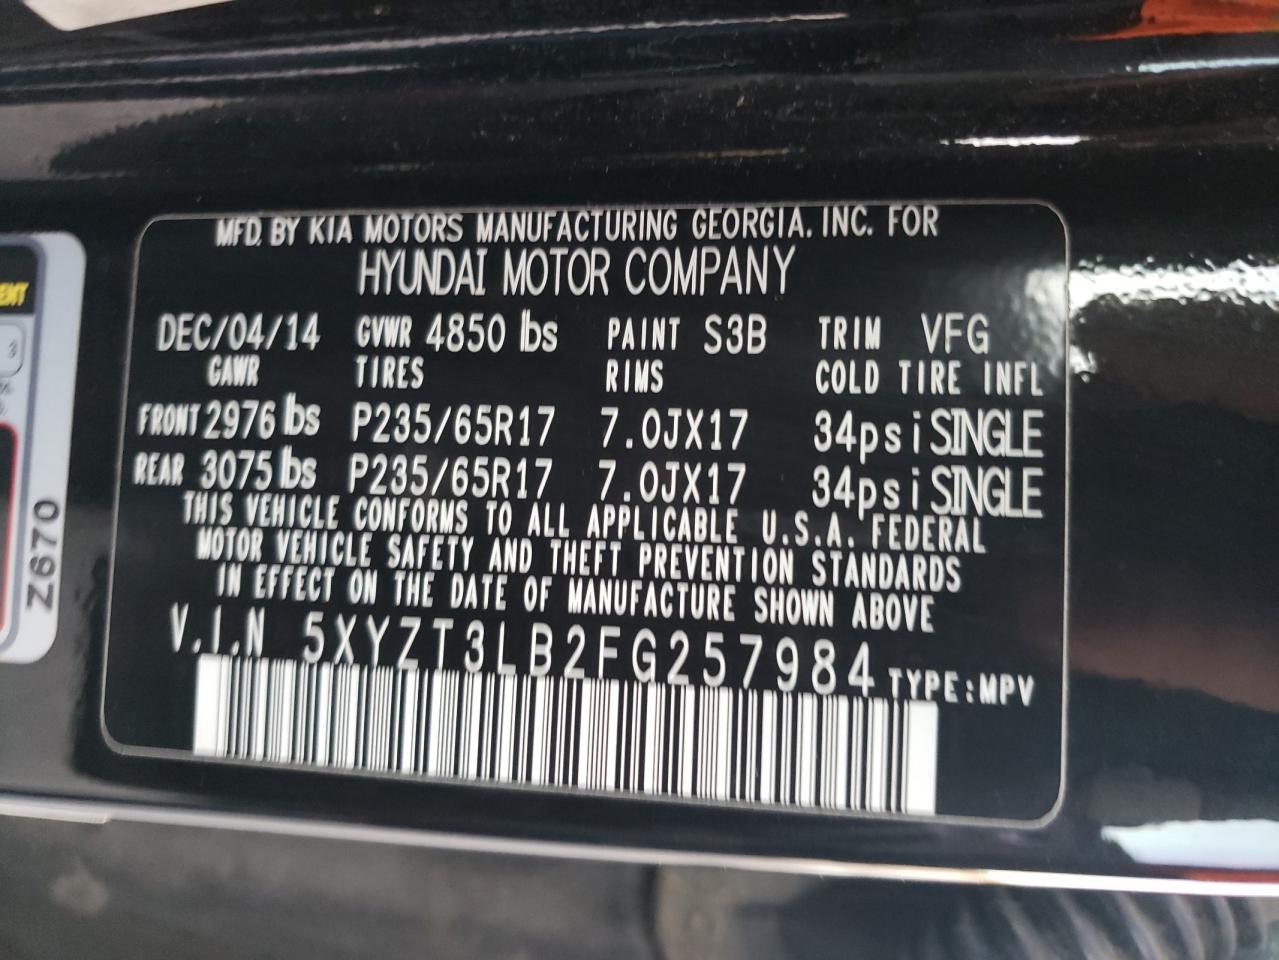 MFD. BY KIA MOTORS MANUFACTURING GEORGIA. INC. FOR
HYUNDAI MOTOR COMPANY
DEC/04/14 GVWR 4850 lbs PAINT S3B TRIM VFG
GAWR TIRES RIMS COLD TIRE INFL
FRONT 2976 lbs P235/65R17 7.0JX17 34psi SINGLE
REAR 3075 lbs P235/65R17 7.0JX17 34psi SINGLE
THIS VEHICLE CONFORMS TO ALL APPLICABLE U.S.A. FEDERAL
MOTOR VEHICLE SAFETY AND THEFT PREVENTION STANDARDS
IN EFFECT ON THE DATE OF MANUFACTURE SHOWN ABOVE
V.I.N 5XYZT3LB2FG257984 TYPE:MPV
3
Z670